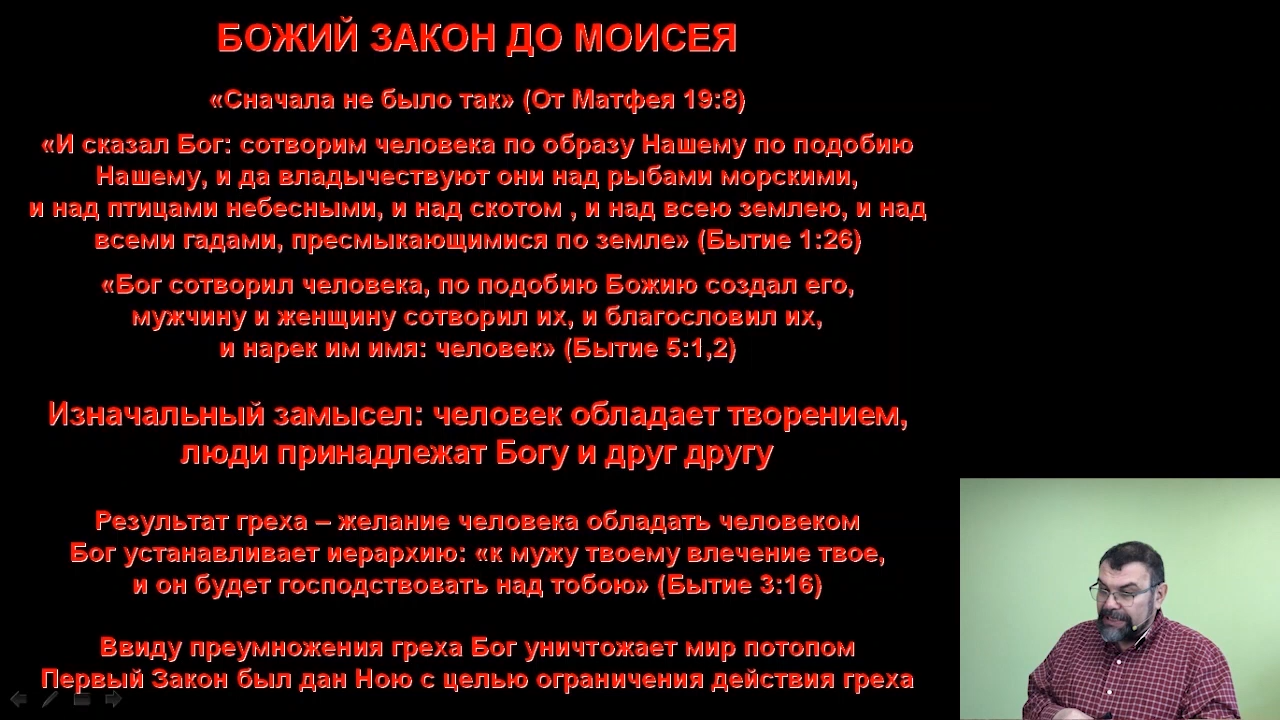 БОЖИЙ ЗАКОН ДО МОИСЕЯ
«Сначала не было так» (От Матфея 19:8)
«И сказал Бог: сотворим человека по образу Нашему по подобию
Нашему, и да владычествуют они над рыбами морскими,
и над птицами небесными, и над скотом , и над всею землею, и над
всеми гадами, пресмыкающимися по земле» (Бытие 1:26)
«Бог сотворил человека, по подобию Божию создал его,
мужчину и женщину сотворил их, и благословил их,
и нарек им имя: человек» (Бытие 5:1,2)
Изначальный замысел: человек обладает творением,
люди принадлежат Богу и друг другу
Результат греха – желание человека обладать человеком
Бог устанавливает иерархию: «к мужу твоему влечение твое,
и он будет господствовать над тобою» (Бытие 3:16)
Ввиду преумножения греха Бог уничтожает мир потопом
Первый Закон был дан Ною с целью ограничения действия греха